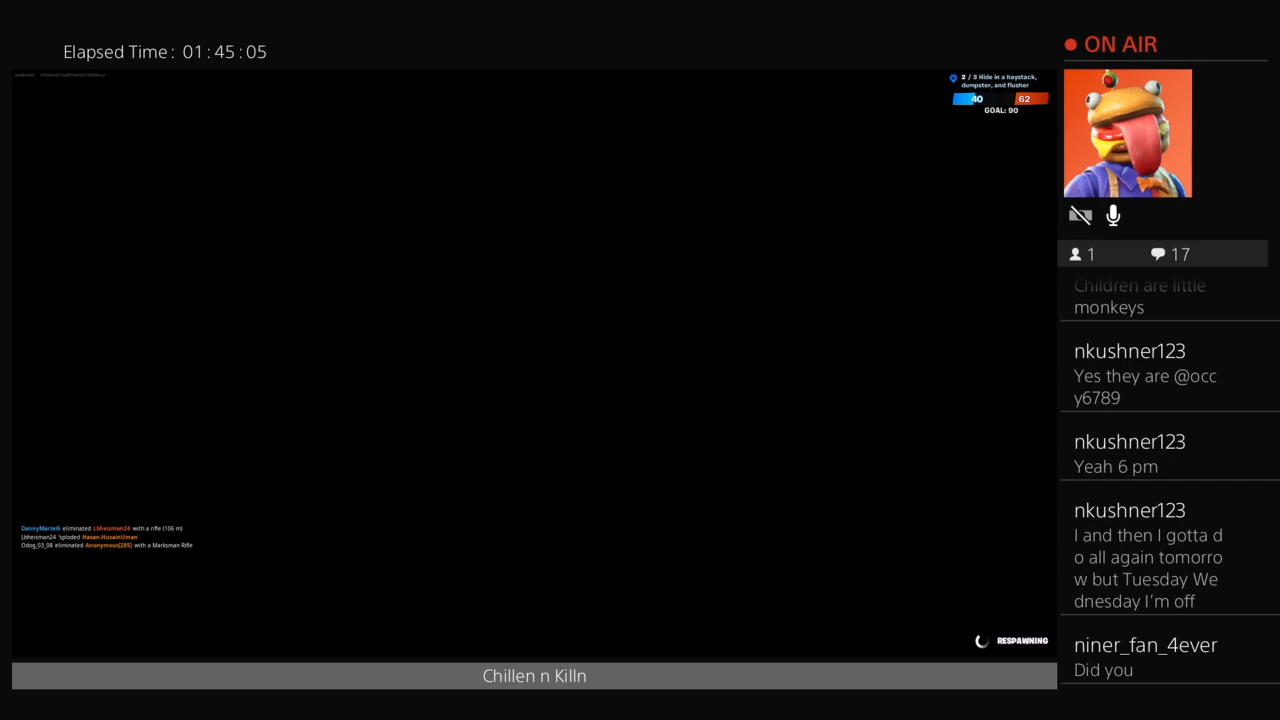 Elapsed Time: 01:45:05
ON AIR
2 / 3 Hide in a haystack,
dumpster, and flusher
40 62
GOAL: 90
1 17
Children are little
monkeys
nkushner123
Yes they are @occ
y6789
nkushner123
Yeah 6 pm
nkushner123
I and then I gotta d
o all again tomorro
w but Tuesday We
dnesday I'm off
niner_fan_4ever
Did you
DannyMartel6 eliminated Lbheisman24 with a rifle (106 m)
Lbheisman24 'sploded Hasan-HusainUman
Odog_03_08 eliminated Anonymous[285] with a Marksman Rifle
RESPAWNING
Chillen n Killn